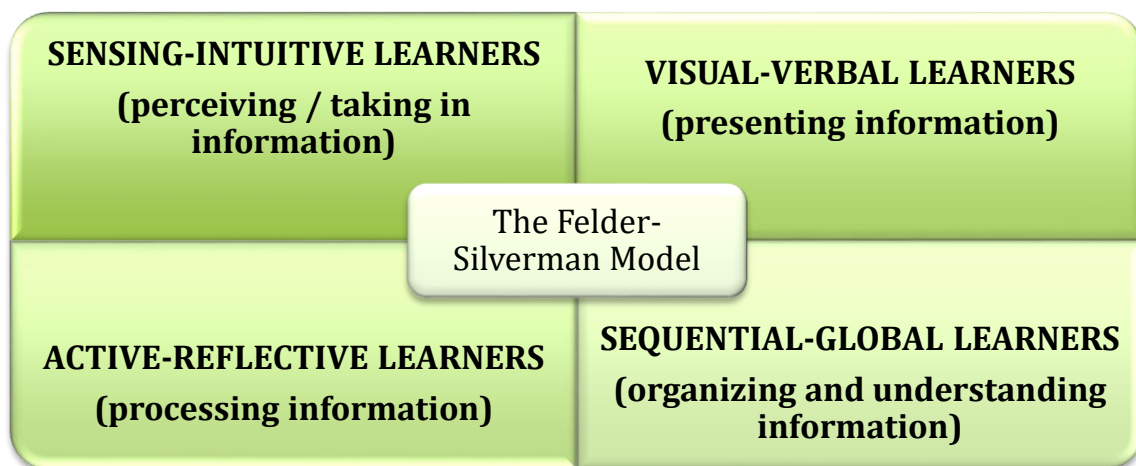 SENSING-INTUITIVE LEARNERS
(perceiving / taking in
information)
VISUAL-VERBAL LEARNERS
(presenting information)
The Felder-
Silverman Model
ACTIVE-REFLECTIVE LEARNERS
(processing information)
SEQUENTIAL-GLOBAL LEARNERS
(organizing and understanding
information)